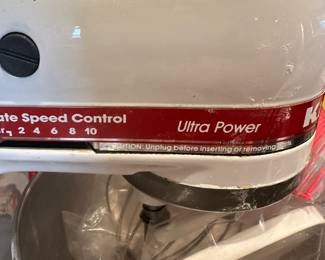 ate Speed Control
r 2 4 6 8 10
Ultra Power
K
CAUTION: Unplug before inserting or removing